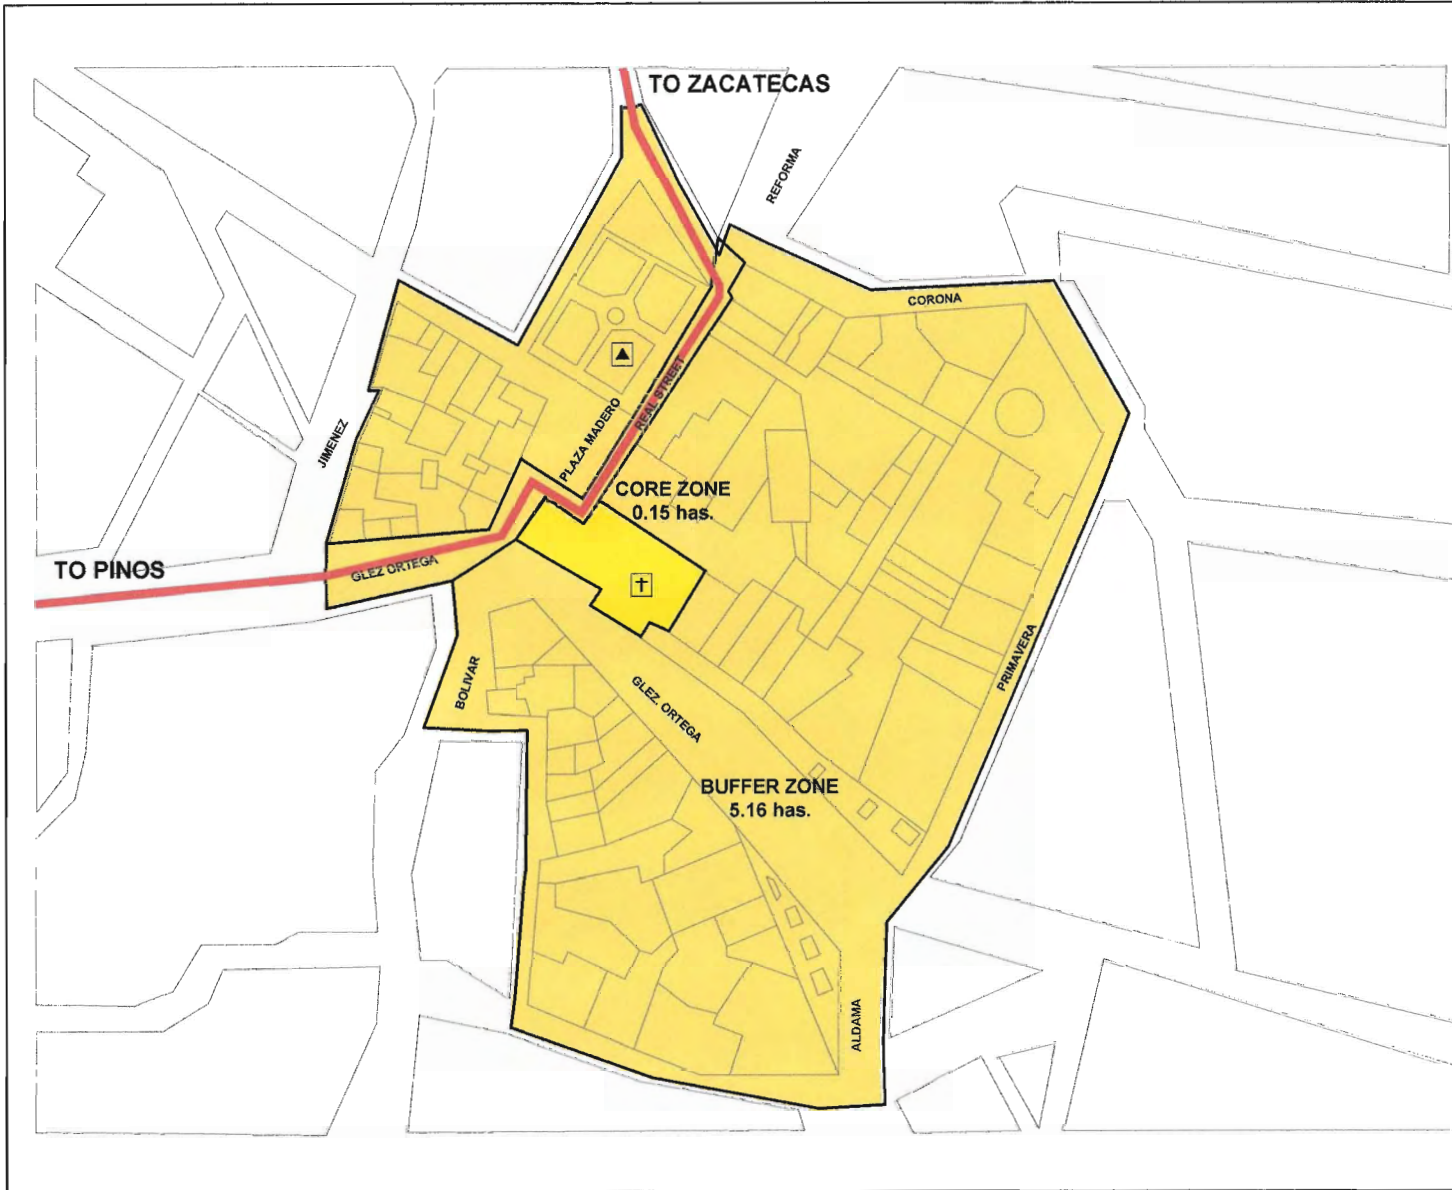 TO ZACATECAS
REFORMA
CORONA
REAL STREET
PLAZA MADERO
JIMENEZ
CORE ZONE
0.15 has.
TO PINOS
GLEZ ORTEGA
BOLIVAR
GLEZ. ORTEGA
PRIMAVERA
BUFFER ZONE
5.16 has.
ALDAMA